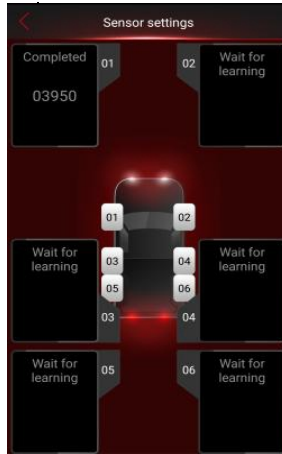 Sensor settings
Completed
01
02
Wait for
learning
03950
01
02
Wait for
learning
03
04
Wait for
learning
05
06
03
04
Wait for
learning
05
06
Wait for
learning